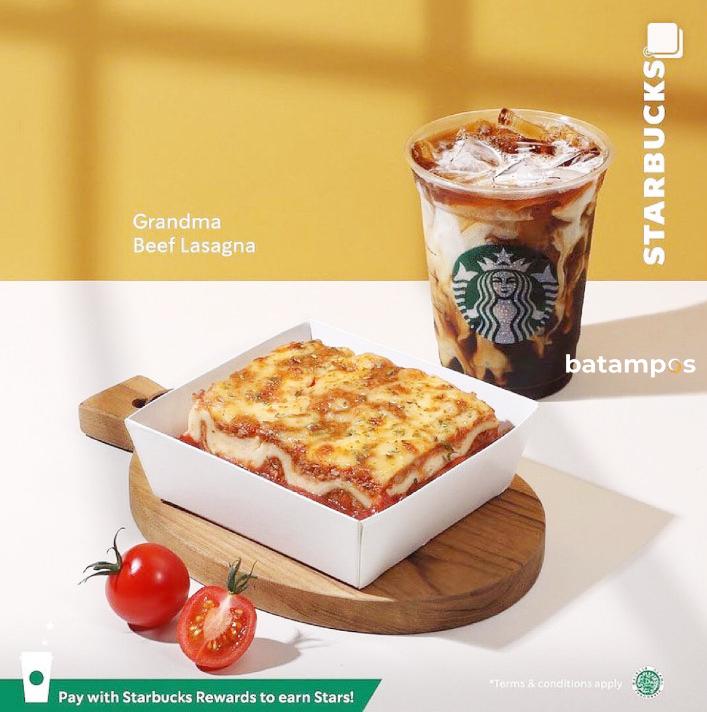 STARBUCKS
Grandma
Beef Lasagna
batampos
Pay with Starbucks Rewards to earn Stars!
*Terms & conditions apply